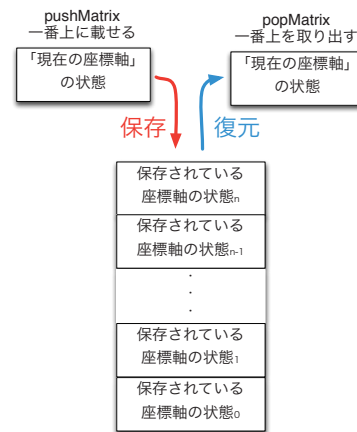 pushMatrix
一番上に載せる
「現在の座標軸」
の状態
popMatrix
一番上を取り出す
「現在の座標軸」
の状態
保存
復元
保存されている
座標軸の状態n
保存されている
座標軸の状態n-1
.
.
.
保存されている
座標軸の状態1
保存されている
座標軸の状態0